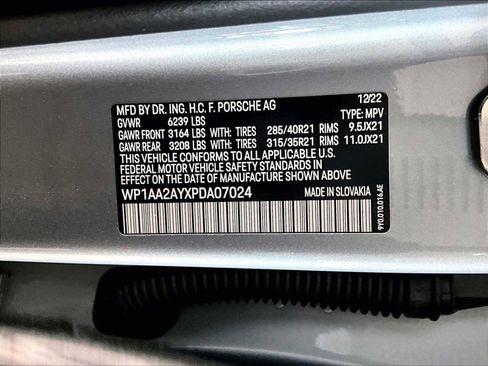 MFD BY DR. ING. H.C. F. PORSCHE AG 12/22
GVWR 6239 LBS TYPE: MPV
GAWR FRONT 3164 LBS WITH: TIRES 285/40R21 RIMS 9.5JX21
GAWR REAR 3208 LBS WITH: TIRES 315/35R21 RIMS 11.0JX21
THIS VEHICLE CONFORMS TO ALL APPLICABLE
FEDERAL MOTOR VEHICLE SAFETY STANDARDS IN
EFFECT ON THE DATE OF MANUFACTURE SHOWN ABOVE.
WP1AA2AYXPDA07024 MADE IN SLOVAKIA
9Y0.010.016.AE